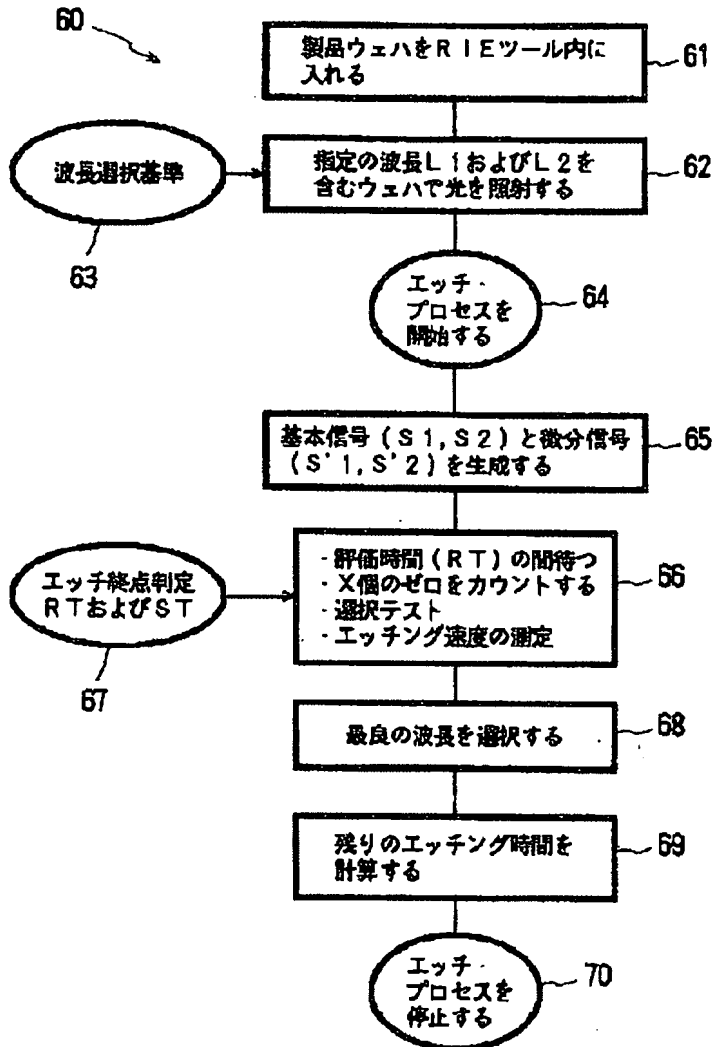 60
製品ウェハをRIEツール内に
入れる
61
波長選択基準
63
指定の波長L1およびL2を
含むウェハで光を照射する
62
エッチ・
プロセスを
開始する
64
基本信号(S1,S2)と微分信号
(S'1,S'2)を生成する
65
エッチ終点判定
RTおよびST
67
・評価時間(RT)の間待つ
・X個のゼロをカウントする
・選択テスト
・エッチング速度の測定
66
最良の波長を選択する
68
残りのエッチング時間を
計算する
69
エッチ・
プロセスを
停止する
70